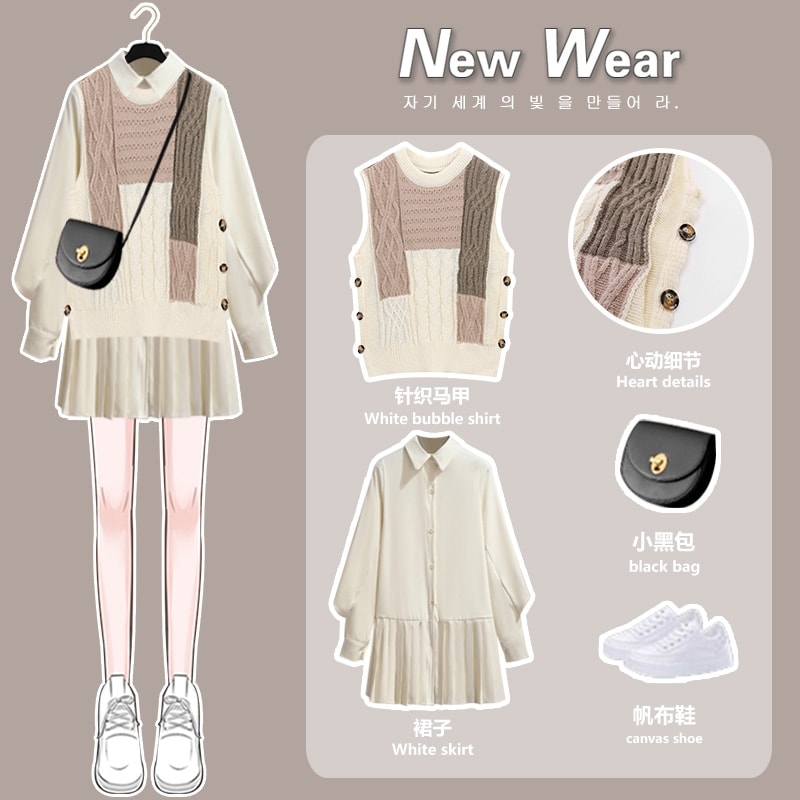 New Wear
자기 세계 의 빛 을 만들어 라.
针织马甲
White bubble shirt
心动细节
Heart details
小黑包
black bag
裙子
White skirt
帆布鞋
canvas shoe